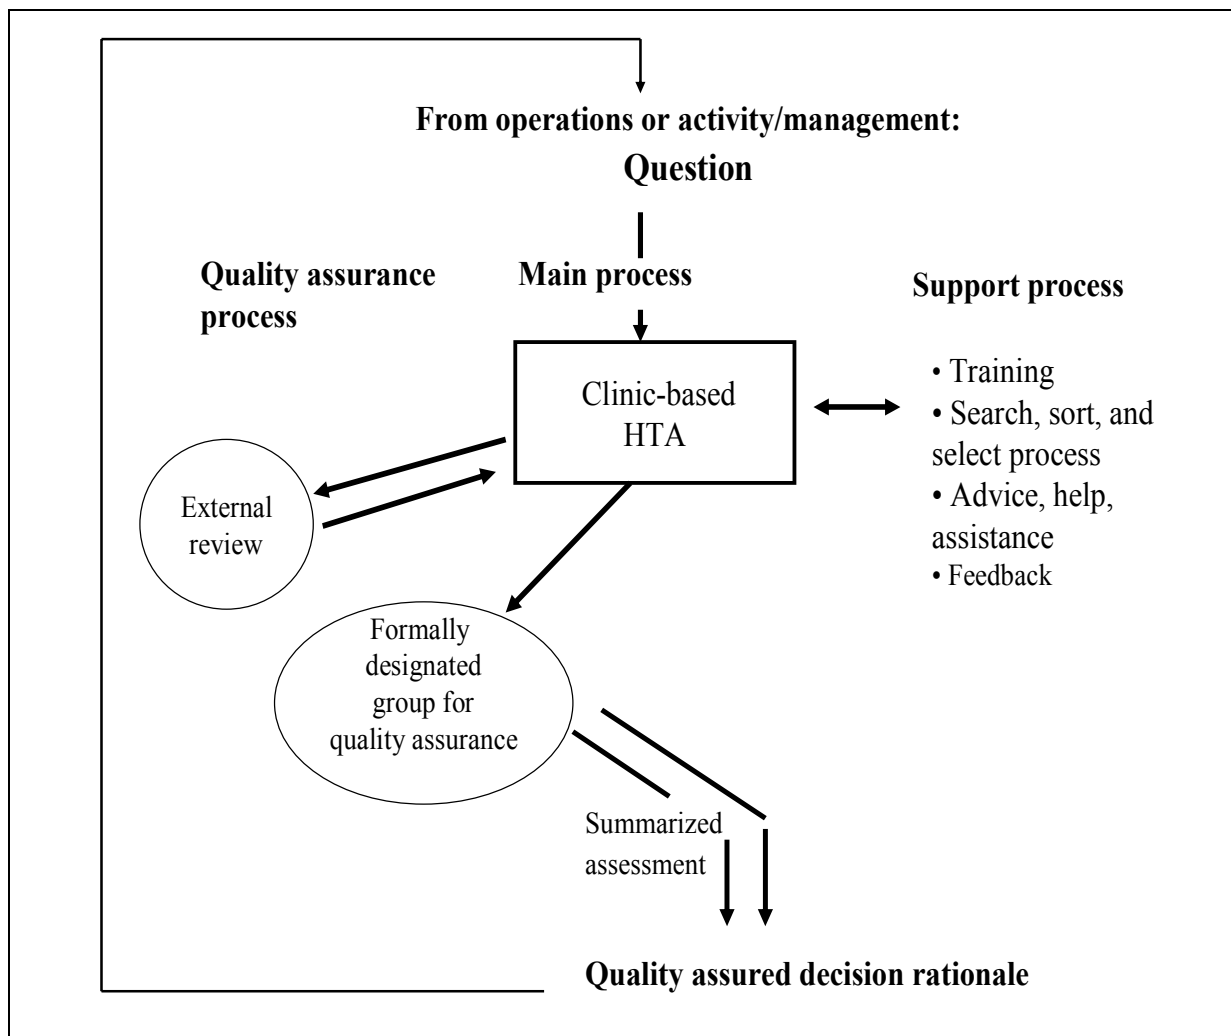 From operations or activity/management:
Question
Quality assurance
process
Main process
Support process
Clinic-based
HTA
• Training
• Search, sort, and
select process
• Advice, help,
assistance
• Feedback
External
review
Formally
designated
group for
quality assurance
Summarized
assessment
Quality assured decision rationale